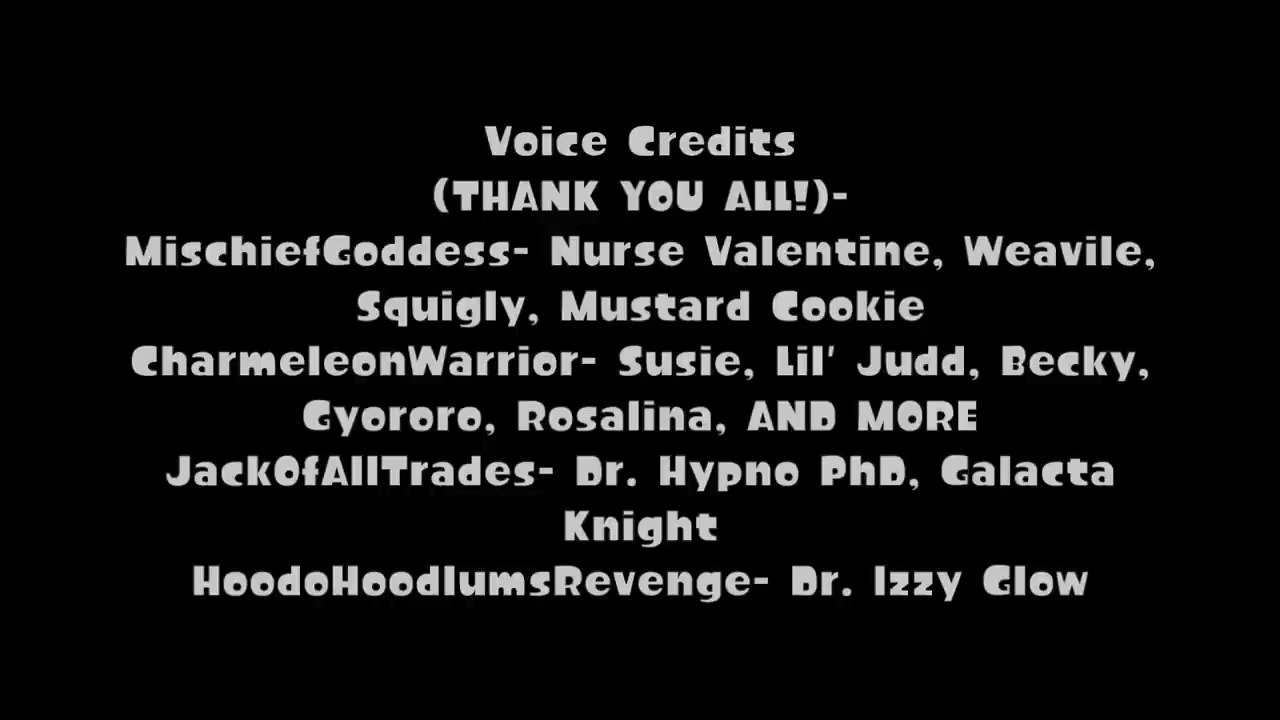 Voice Credits
(THANK YOU ALL!)-
MischiefGoddess- Nurse Valentine, Weavile,
Squigly, Mustard Cookie
CharmeleonWarrior- Susie, Lil' Judd, Becky,
Gyororo, Rosalina, AND MORE
JackOfAllTrades- Dr. Hypno PhD, Galacta
Knight
HoodoHoodlumsRevenge- Dr. Izzy Glow